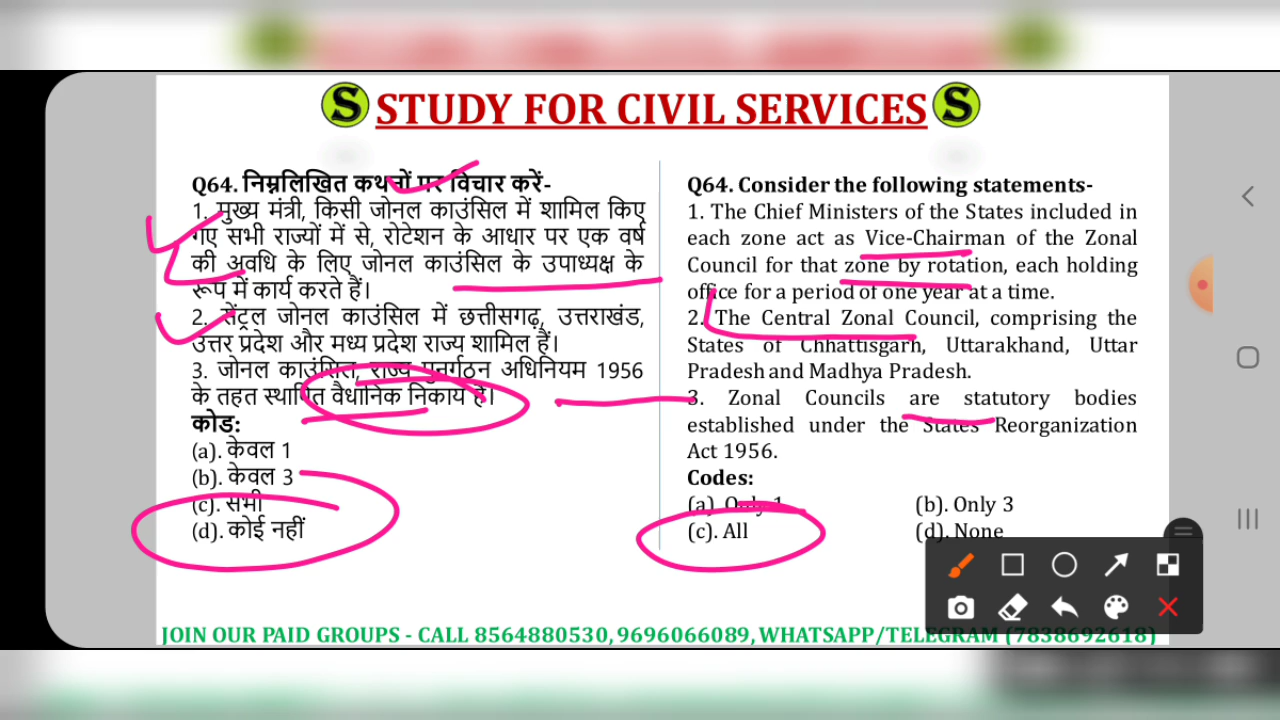 S STUDY FOR CIVIL SERVICES S
Q64. निम्नलिखित कथनों पर विचार करें-
1. मुख्य मंत्री, किसी जोनल काउंसिल में शामिल किए
गए सभी राज्यों में से, रोटेशन के आधार पर एक वर्ष
की अवधि के लिए जोनल काउंसिल के उपाध्यक्ष के
रूप में कार्य करते हैं।
2. सेंट्रल जोनल काउंसिल में छत्तीसगढ़, उत्तराखंड,
उत्तर प्रदेश और मध्य प्रदेश राज्य शामिल हैं।
3. जोनल काउंसिल, राज्य पुनर्गठन अधिनियम 1956
के तहत स्थापित वैधानिक निकाय है।
कोड:
(a). केवल 1
(b). केवल 3
(c). सभी
(d). कोई नहीं
Q64. Consider the following statements-
1. The Chief Ministers of the States included in
each zone act as Vice-Chairman of the Zonal
Council for that zone by rotation, each holding
office for a period of one year at a time.
2. The Central Zonal Council, comprising the
States of Chhattisgarh, Uttarakhand, Uttar
Pradesh and Madhya Pradesh.
3. Zonal Councils are statutory bodies
established under the States Reorganization
Act 1956.
Codes:
(a). Only 1 (b). Only 3
(c). All (d). None
JOIN OUR PAID GROUPS - CALL 8564880530, 9696066089, WHATSAPP/TELEGRAM (7838692618)